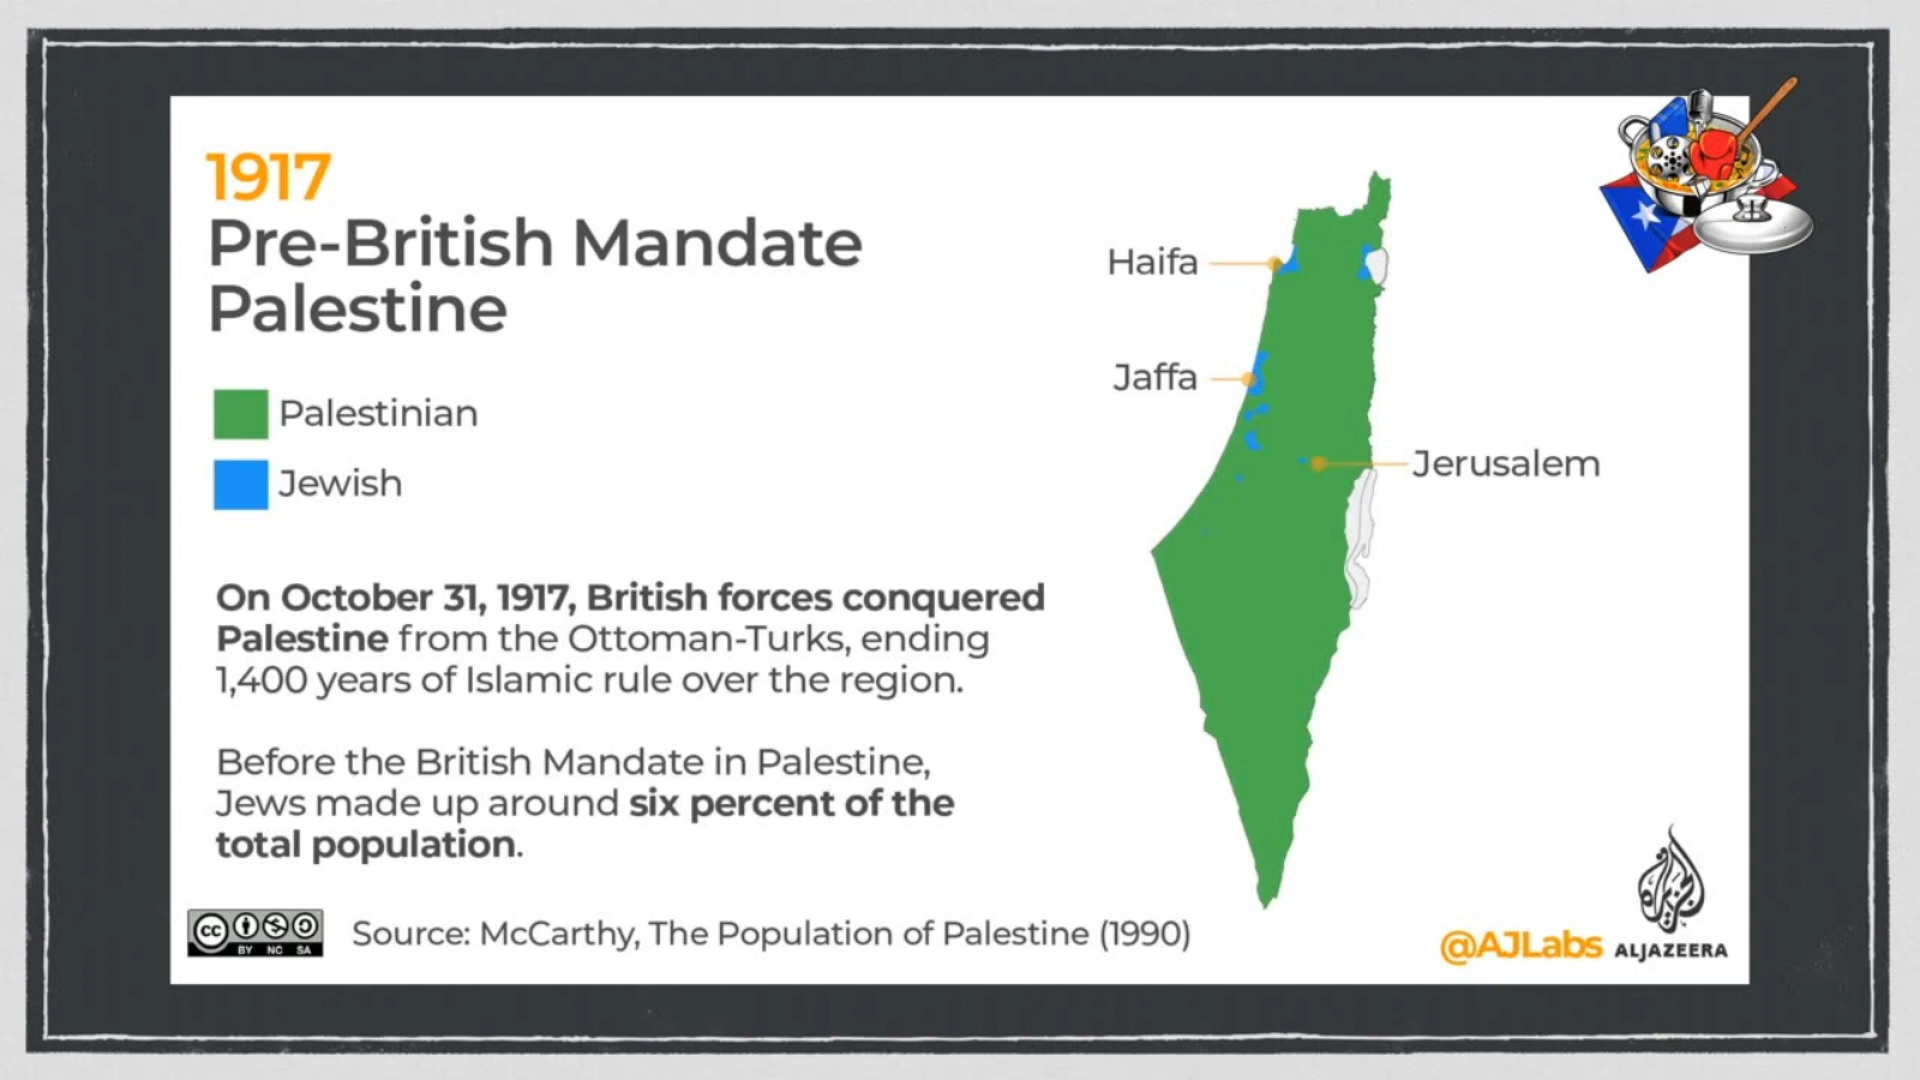 1917
Pre-British Mandate
Palestine
Palestinian
Jewish
On October 31, 1917, British forces conquered
Palestine from the Ottoman-Turks, ending
1,400 years of Islamic rule over the region.
Before the British Mandate in Palestine,
Jews made up around six percent of the
total population.
Haifa
Jaffa
Jerusalem
cc
BY NC SA
Source: McCarthy, The Population of Palestine (1990)
@AJLabs
الجزيرة
ALJAZEERA